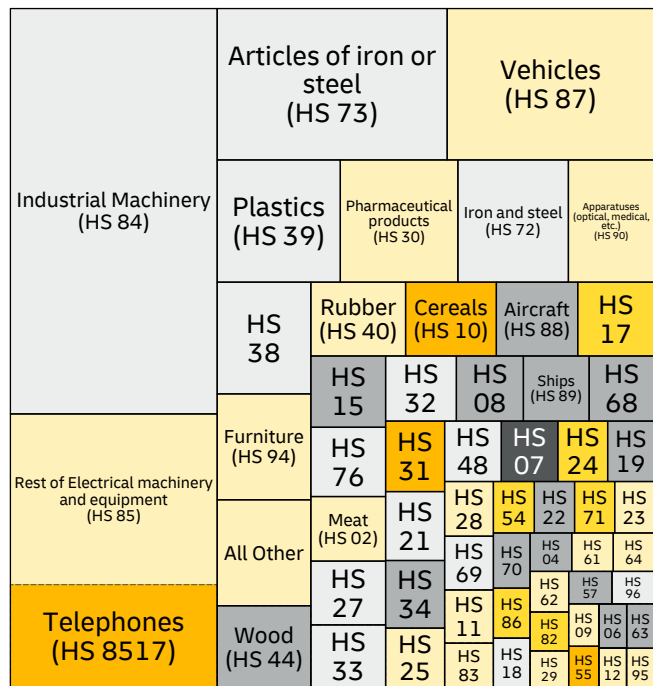 Industrial Machinery
(HS 84)
Articles of iron or
steel
(HS 73)
Vehicles
(HS 87)
Plastics
(HS 39)
Pharmaceutical
products
(HS 30)
Iron and steel
(HS 72)
Apparatuses
(optical, medical,
etc.)
(HS 90)
HS
38
Rubber
(HS 40)
Cereals
(HS 10)
Aircraft
(HS 88)
HS
17
HS
15
HS
32
HS
08
Ships
(HS 89)
HS
68
Furniture
(HS 94)
HS
76
HS
31
HS
48
HS
07
HS
24
HS
19
Rest of Electrical machinery
and equipment
(HS 85)
HS
28
HS
54
HS
22
HS
71
HS
23
All Other
Meat
(HS 02)
HS
21
HS
69
HS
70
HS
04
HS
61
HS
64
HS
27
HS
34
HS
62
HS
57
HS
96
Telephones
(HS 8517)
HS
11
HS
86
HS
82
HS
09
HS
06
HS
63
Wood
(HS 44)
HS
33
HS
25
HS
83
HS
18
HS
29
HS
55
HS
12
HS
95